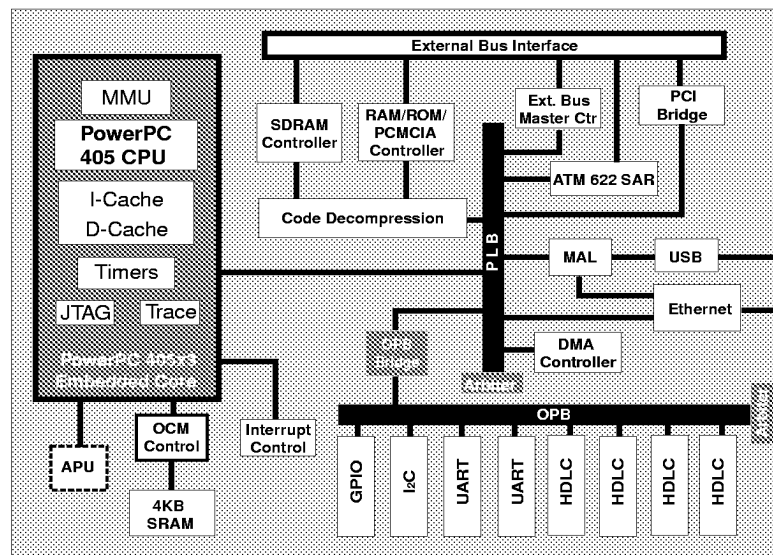 External Bus Interface
MMU
PowerPC
405 CPU
I-Cache
D-Cache
Timers
JTAG
Trace
PowerPC 405x3
Embedded Core
SDRAM
Controller
RAM/ROM/
PCMCIA
Controller
Ext. Bus
Master Ctr
PCI
Bridge
ATM 622 SAR
Code Decompression
PLB
MAL
USB
Ethernet
OPB
Bridge
DMA
Controller
Arbiter
OPB
Arbiter
APU
OCM
Control
4KB
SRAM
Interrupt
Control
GPIO
I2C
UART
UART
HDLC
HDLC
HDLC
HDLC